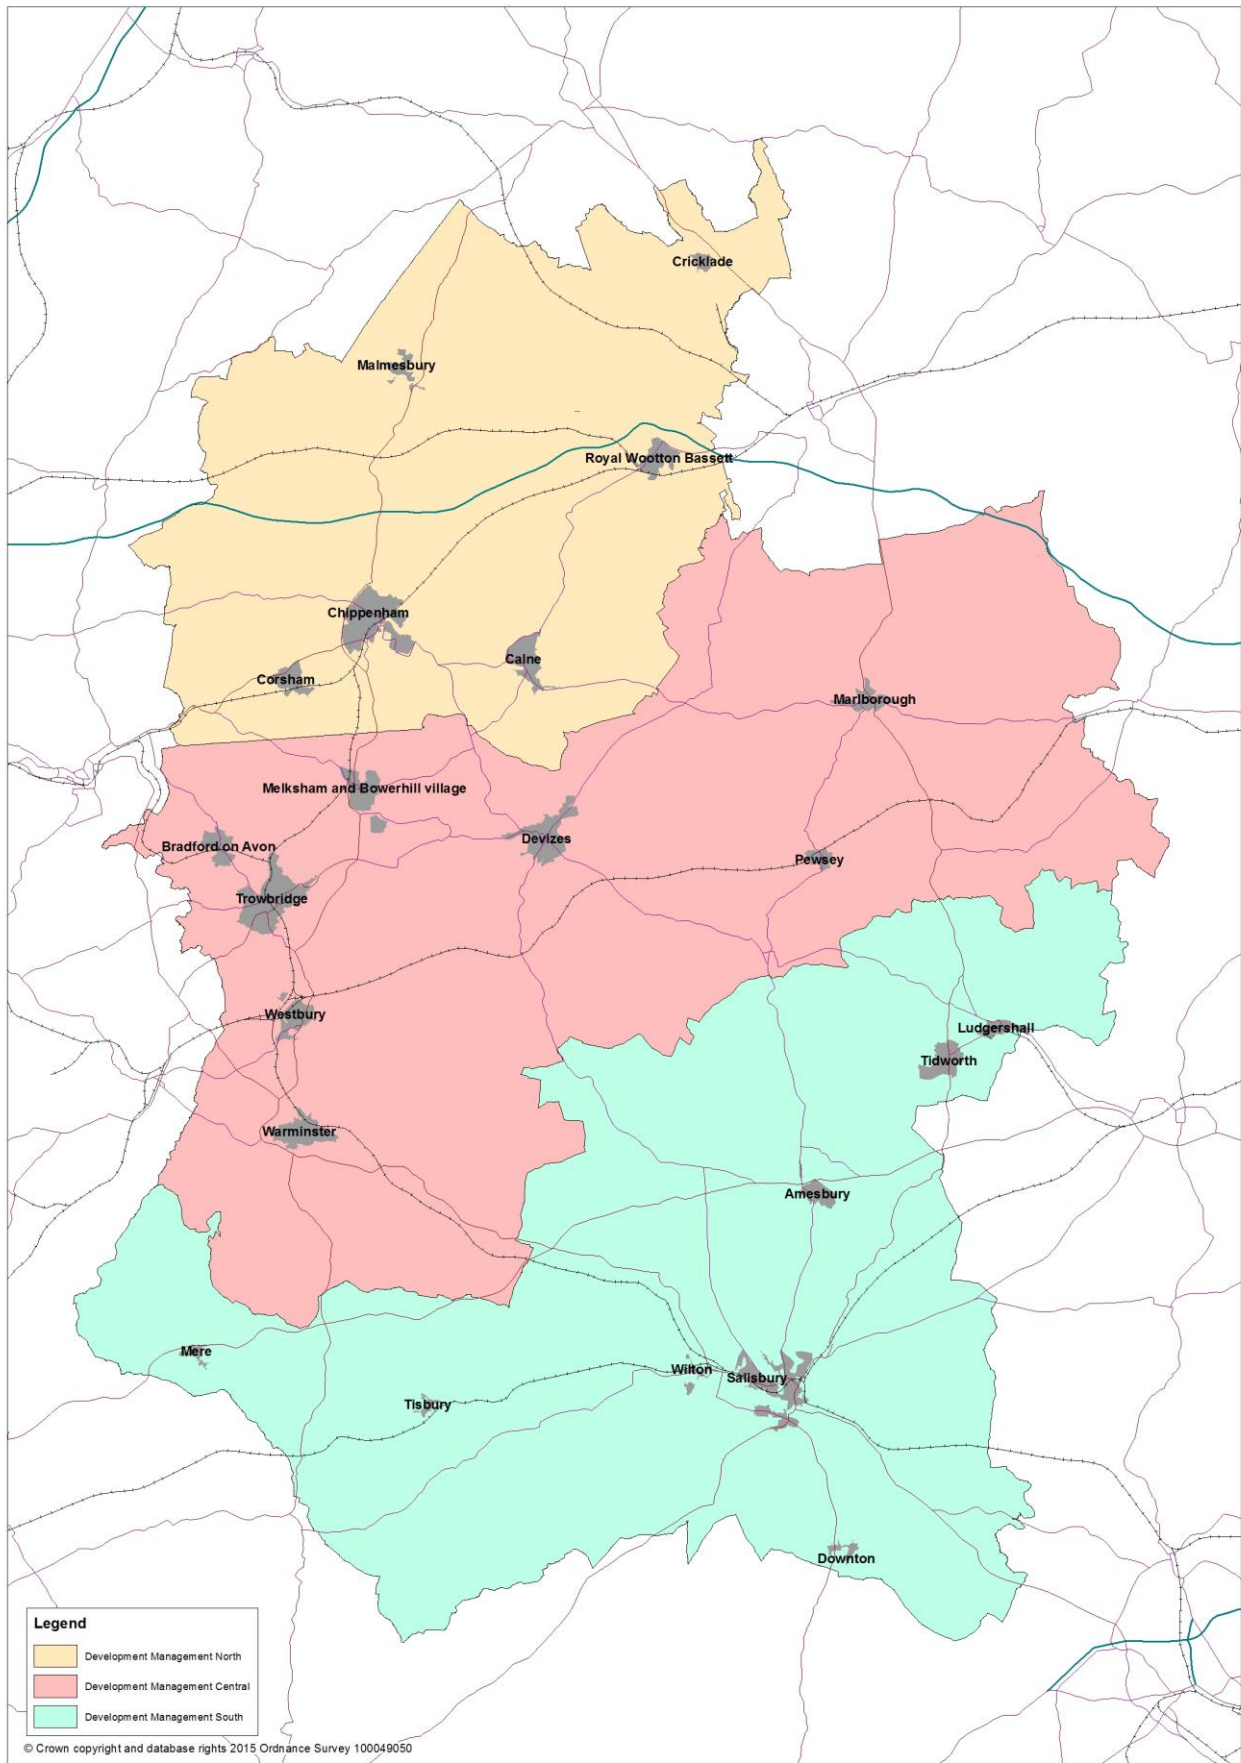 Cricklade
Malmesbury
Royal Wootton Bassett
Chippenham
Calne
Corsham
Marlborough
Melksham and Bowerhill village
Devizes
Bradford on Avon
Pewsey
Trowbridge
Westbury
Ludgershall
Tidworth
Warminster
Amesbury
Mere
Wilton
Salisbury
Tisbury
Downton
Legend
Development Management North
Development Management Central
Development Management South
© Crown copyright and database rights 2015 Ordnance Survey 100049050